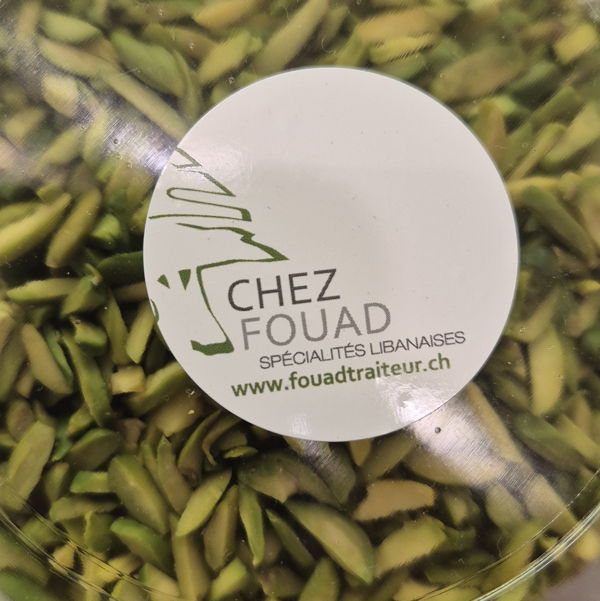 CHEZ
FOUAD
SPÉCIALITÉS LIBANAISES
www.fouadtraiteur.ch